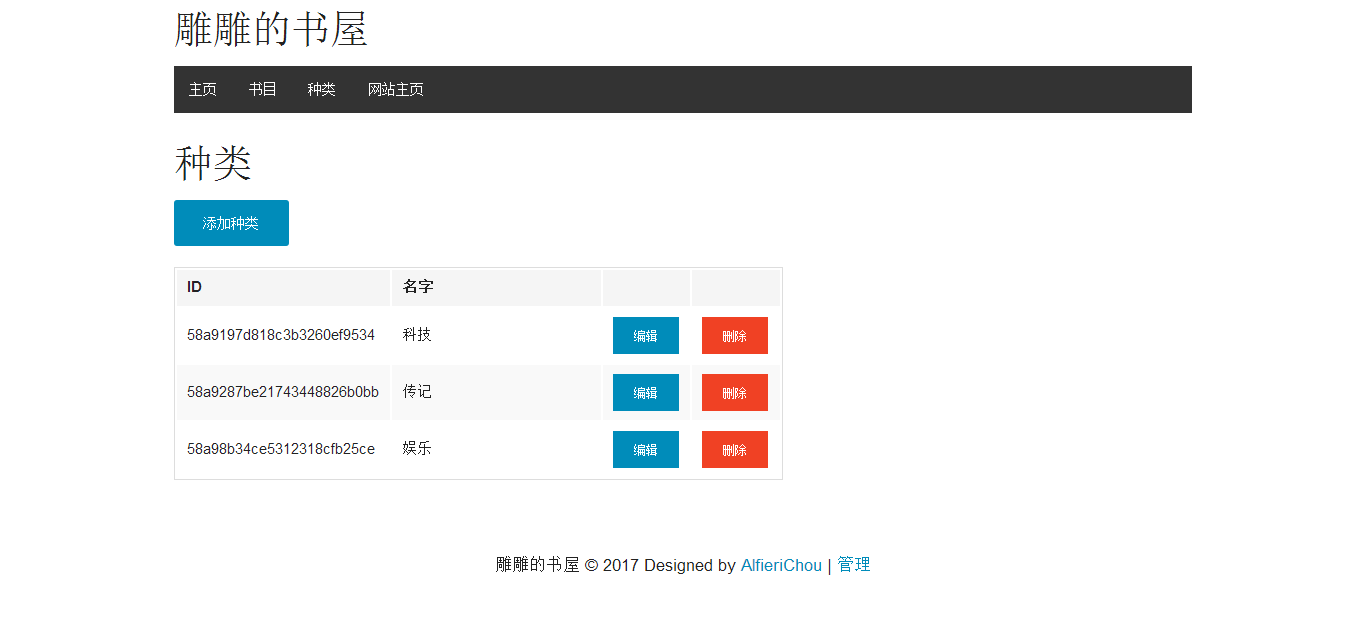 雕雕的书屋
主页 书目 种类 网站主页
种类
添加种类
ID 名字
58a9197d818c3b3260ef9534 科技 编辑 删除
58a9287be21743448826b0bb 传记 编辑 删除
58a98b34ce5312318cfb25ce 娱乐 编辑 删除
雕雕的书屋 © 2017 Designed by AlfieriChou | 管理